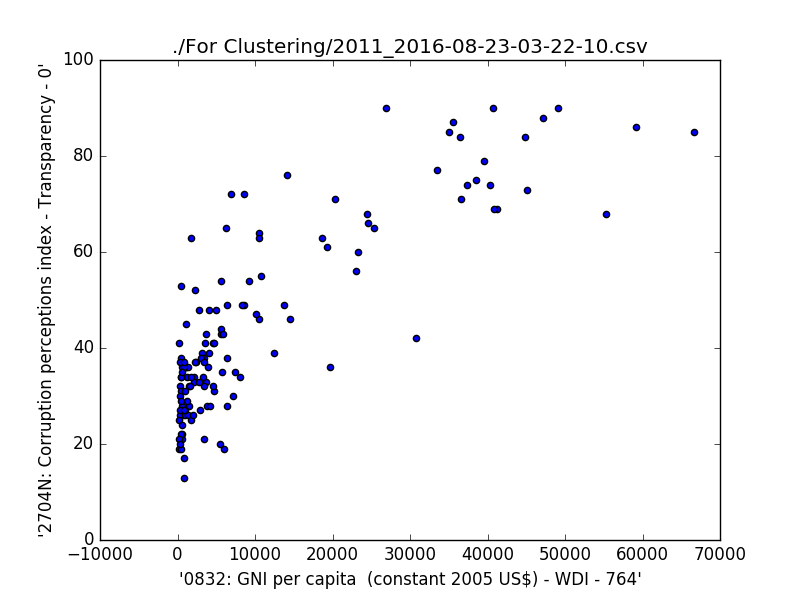 ./For Clustering/2011_2016-08-23-03-22-10.csv
100
80
60
40
20
0
'2704N: Corruption perceptions index - Transparency - 0'
−10000 0 10000 20000 30000 40000 50000 60000 70000
'0832: GNI per capita  (constant 2005 US$) - WDI - 764'